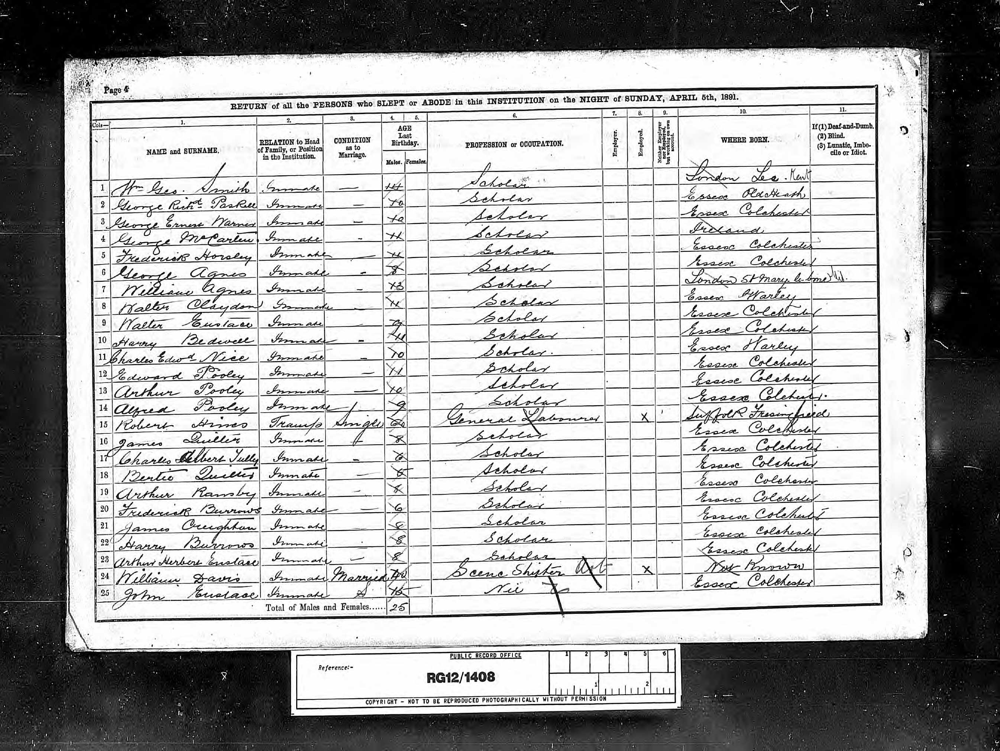 Page 4
RETURN of all the PERSONS who SLEPT or ABODE in this INSTITUTION on the NIGHT of SUNDAY, APRIL 5th, 1891.
Cols— 1. 2. 3. 4. 5. 6. 7. 8. 9. 10. 11.
NAME and SURNAME. RELATION to Head of Family, or Position in the Institution. CONDITION as to Marriage. AGE Last Birthday. Males. Females. PROFESSION or OCCUPATION. Employer. Employed. Neither Employer nor Employed, but working on own account. WHERE BORN. If (1) Deaf-and-Dumb. (2) Blind. (3) Lunatic, Imbecile or Idiot.
1 Wm Geo. Smith Inmate — 14 Scholar London Lee. Kent
2 George Richd Paskell Inmate — 10 Scholar Essex Old Heath
3 George Ernest Warner Inmate — 10 Scholar Essex Colchester
4 George McCarten Inmate - 11 Scholar Ireland
5 Frederick Horsley Inmate — 11 Scholar Essex Colchester
6 George Agnes Inmate - 8 Scholar Essex Colchester
7 William Agnes Inmate - 13 Scholar London St Mary-le-bone
8 Walter Claydon Inmate - 11 Scholar Essex Warley
9 Walter Eustace Inmate - 9 Scholar Essex Colchester
10 Harry Bedwell Inmate - 11 Scholar Essex Colchester
11 Charles Edwd Nice Inmate - 10 Scholar. Essex Warley
12 Edward Pooley Inmate — 11 Scholar Essex Colchester
13 Arthur Pooley Inmate — 10 Scholar Essex Colchester
14 Alfred Pooley Inmate 9 Scholar Essex Colchester
15 Robert Hines Tramp Single 60 General Labourer X Suffolk Fresingfield
16 James Quilter Inmate 8 Scholar Essex Colchester
17 Charles Albert Tully Inmate - 6 Scholar Essex Colchester
18 Bertie Quilter Inmate — 5 Scholar Essex Colchester
19 Arthur Ransby Inmate - 8 Scholar Essex Colchester
20 Frederick Burrows Inmate — 6 Scholar Essex Colchester
21 James Creighton Inmate — 8 Scholar Essex Colchester
22 Harry Burrows Inmate 8 Scholar Essex Colchester
23 Arthur Herbert Eustace Inmate — 8 Scholar Essex Colchester
24 William Davis Inmate Married 40 Scene Shifter Art X Not Known
25 John Eustace Inmate S 15 Nil Essex Colchester
Total of Males and Females...... 25
PUBLIC RECORD OFFICE
1 2 3 4 5 6
Reference:-
RG12/1408
1 2
COPYRIGHT - NOT TO BE REPRODUCED PHOTOGRAPHICALLY WITHOUT PERMISSION